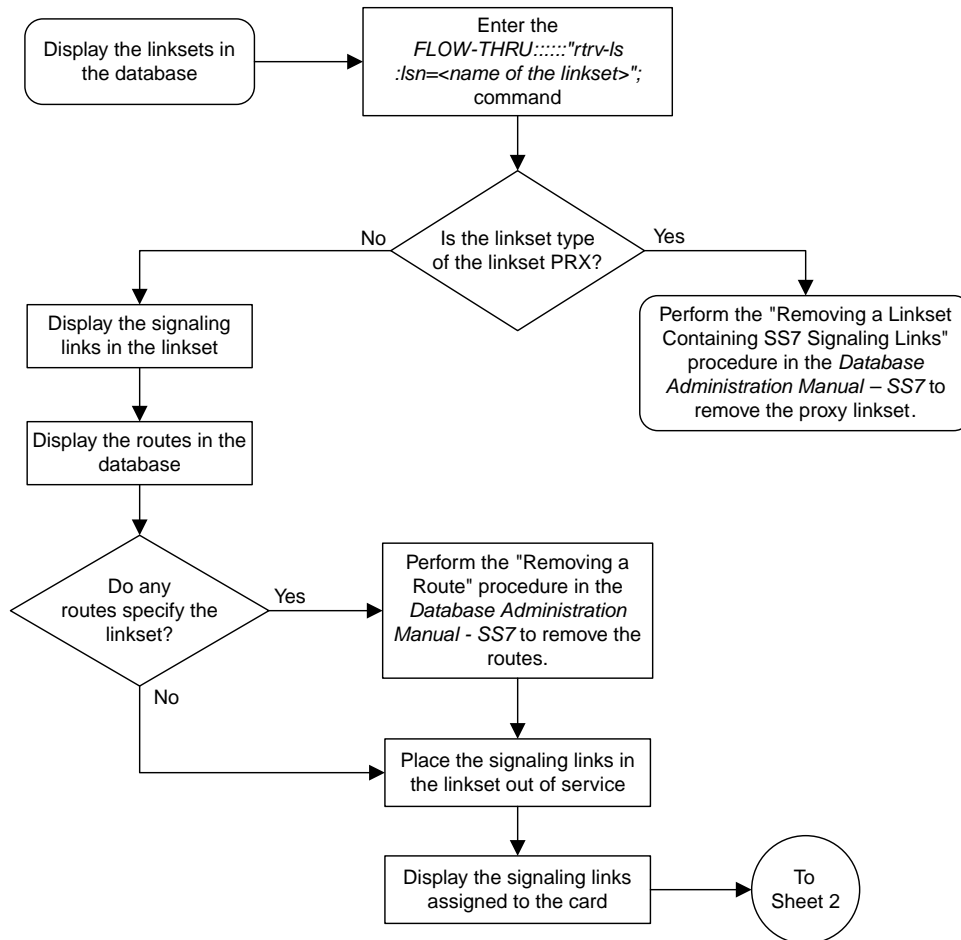 Display the linksets in
the database
Enter the
FLOW-THRU::::::"rtrv-ls
:lsn=<name of the linkset>";
command
Is the linkset type
of the linkset PRX?
No
Yes
Display the signaling
links in the linkset
Perform the "Removing a Linkset
Containing SS7 Signaling Links"
procedure in the Database
Administration Manual – SS7 to
remove the proxy linkset.
Display the routes in the
database
Do any
routes specify the
linkset?
Yes
No
Perform the "Removing a
Route" procedure in the
Database Administration
Manual - SS7 to remove the
routes.
Place the signaling links in
the linkset out of service
Display the signaling links
assigned to the card
To
Sheet 2